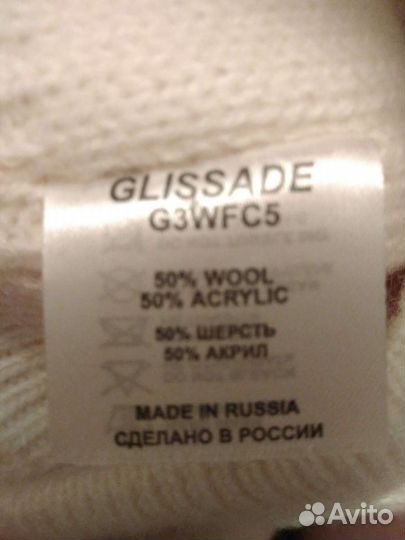 GLISSADE
G3WFC5
50% WOOL
50% ACRYLIC
50% ШЕРСТЬ
50% АКРИЛ
MADE IN RUSSIA
СДЕЛАНО В РОССИИ
Avito